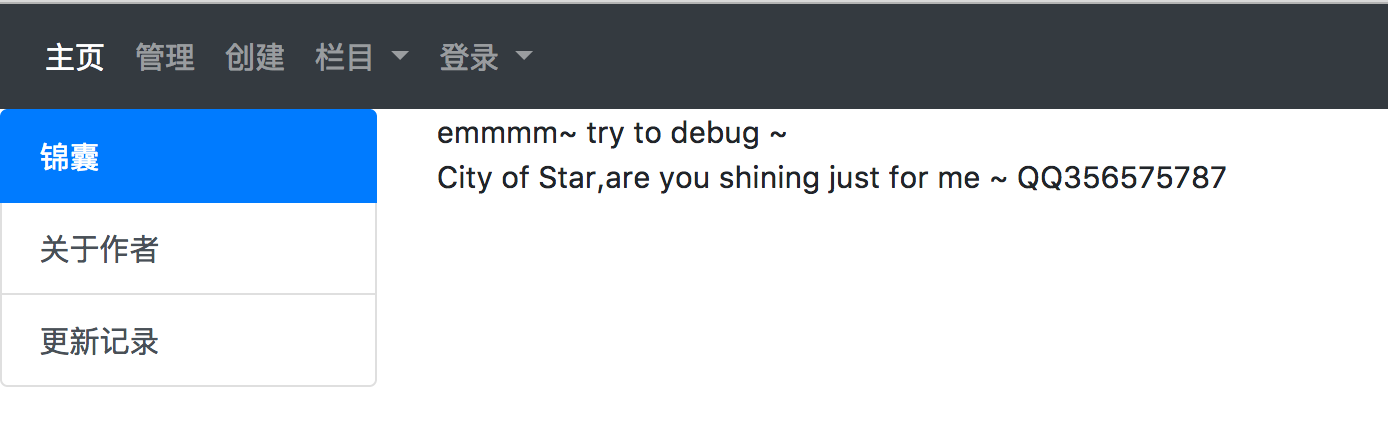 主页 管理 创建 栏目 登录
锦囊
关于作者
更新记录
emmmm~ try to debug ~
City of Star,are you shining just for me ~ QQ356575787